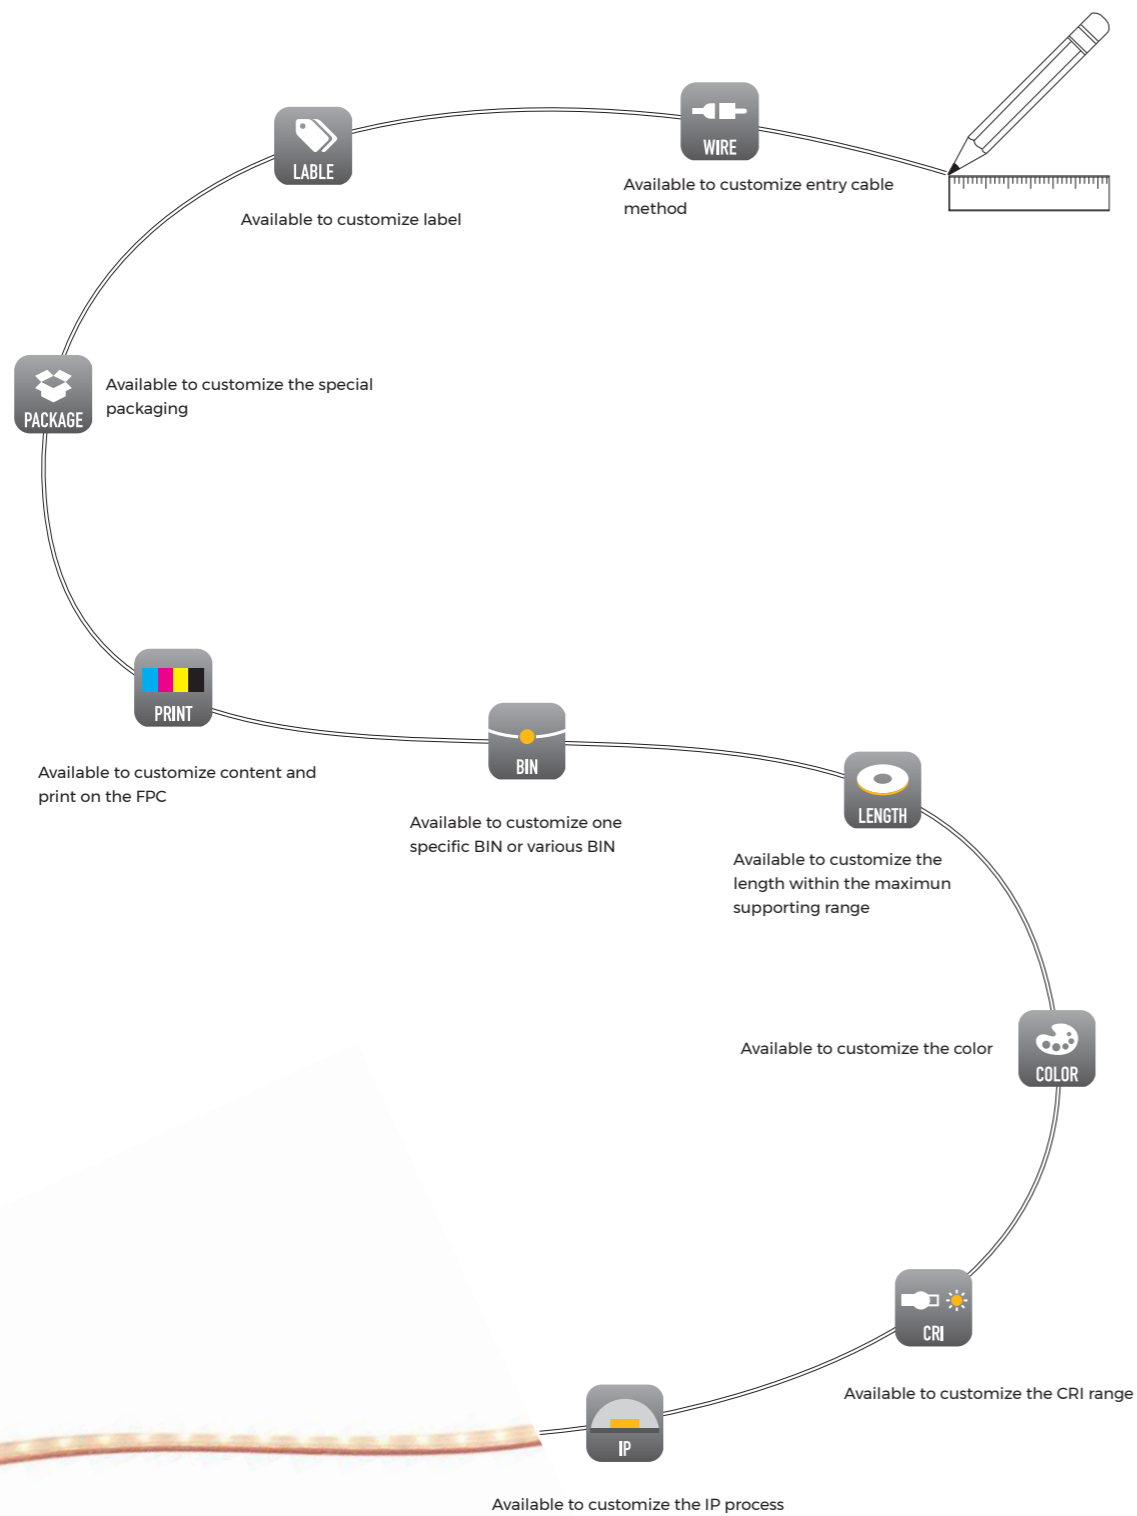 WIRE
Available to customize entry cable
method
LABLE
Available to customize label
PACKAGE
Available to customize the special
packaging
PRINT
Available to customize content and
print on the FPC
BIN
Available to customize one
specific BIN or various BIN
LENGTH
Available to customize the
length within the maximun
supporting range
COLOR
Available to customize the color
CRI
Available to customize the CRI range
IP
Available to customize the IP process